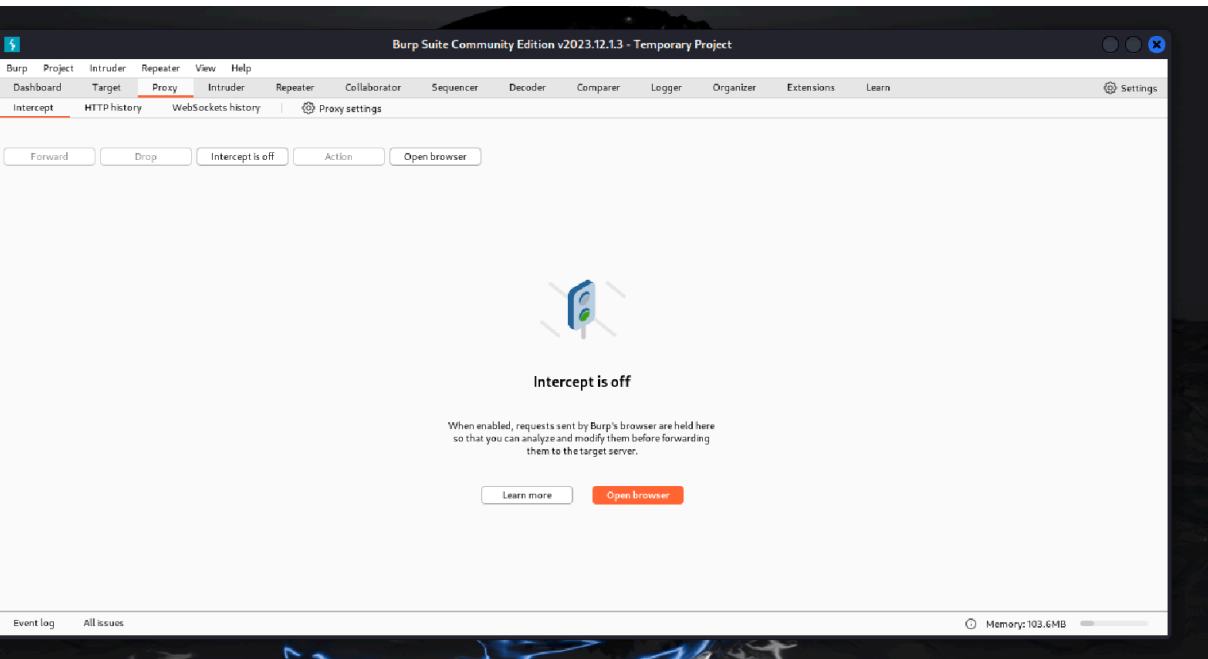 Burp Suite Community Edition v2023.12.1.3 - Temporary Project
Burp Project Intruder Repeater View Help
Dashboard Target Proxy Intruder Repeater Collaborator Sequencer Decoder Comparer Logger Organizer Extensions Learn Settings
Intercept HTTP history WebSockets history Proxy settings
Forward Drop Intercept is off Action Open browser
Intercept is off
When enabled, requests sent by Burp's browser are held here
so that you can analyze and modify them before forwarding
them to the target server.
Learn more Open browser
Event log All issues Memory: 103.6MB